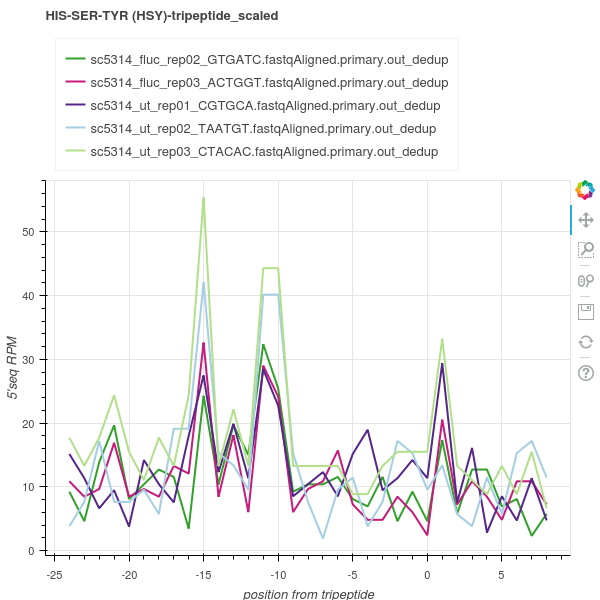 HIS-SER-TYR (HSY)-tripeptide_scaled
sc5314_fluc_rep02_GTGATC.fastqAligned.primary.out_dedup
sc5314_fluc_rep03_ACTGGT.fastqAligned.primary.out_dedup
sc5314_ut_rep01_CGTGCA.fastqAligned.primary.out_dedup
sc5314_ut_rep02_TAATGT.fastqAligned.primary.out_dedup
sc5314_ut_rep03_CTACAC.fastqAligned.primary.out_dedup
50
40
30
20
10
0
5'seq RPM
-25 -20 -15 -10 -5 0 5
position from tripeptide